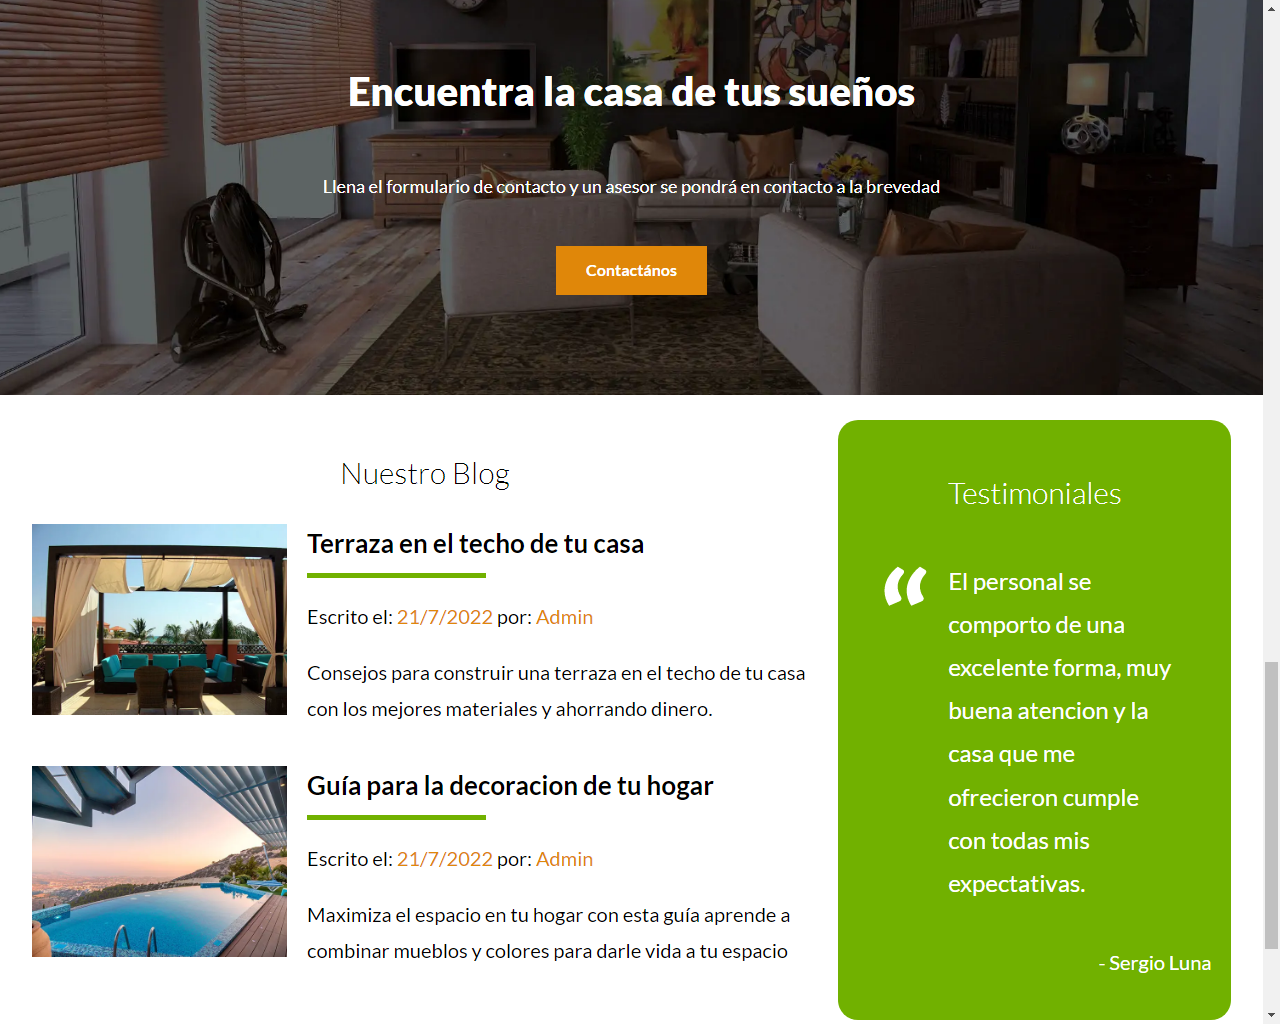 Encuentra la casa de tus sueños
Llena el formulario de contacto y un asesor se pondrá en contacto a la brevedad
Contactános
Nuestro Blog
Terraza en el techo de tu casa
Escrito el: 21/7/2022 por: Admin
Consejos para construir una terraza en el techo de tu casa
con los mejores materiales y ahorrando dinero.
Guía para la decoracion de tu hogar
Escrito el: 21/7/2022 por: Admin
Maximiza el espacio en tu hogar con esta guía aprende a
combinar mueblos y colores para darle vida a tu espacio
Testimoniales
“
El personal se
comporto de una
excelente forma, muy
buena atencion y la
casa que me
ofrecieron cumple
con todas mis
expectativas.
- Sergio Luna